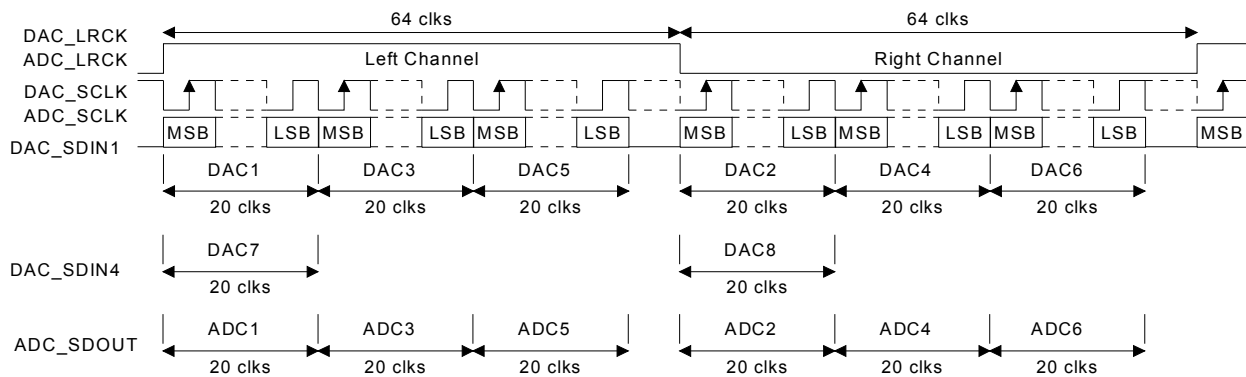 64 clks 64 clks
DAC_LRCK
ADC_LRCK Left Channel Right Channel
DAC_SCLK
ADC_SCLK
DAC_SDIN1 MSB LSB MSB LSB MSB LSB MSB LSB MSB LSB MSB LSB MSB
DAC1 DAC3 DAC5 DAC2 DAC4 DAC6
20 clks 20 clks 20 clks 20 clks 20 clks 20 clks
DAC7 DAC8
DAC_SDIN4
20 clks 20 clks
ADC1 ADC3 ADC5 ADC2 ADC4 ADC6
ADC_SDOUT
20 clks 20 clks 20 clks 20 clks 20 clks 20 clks